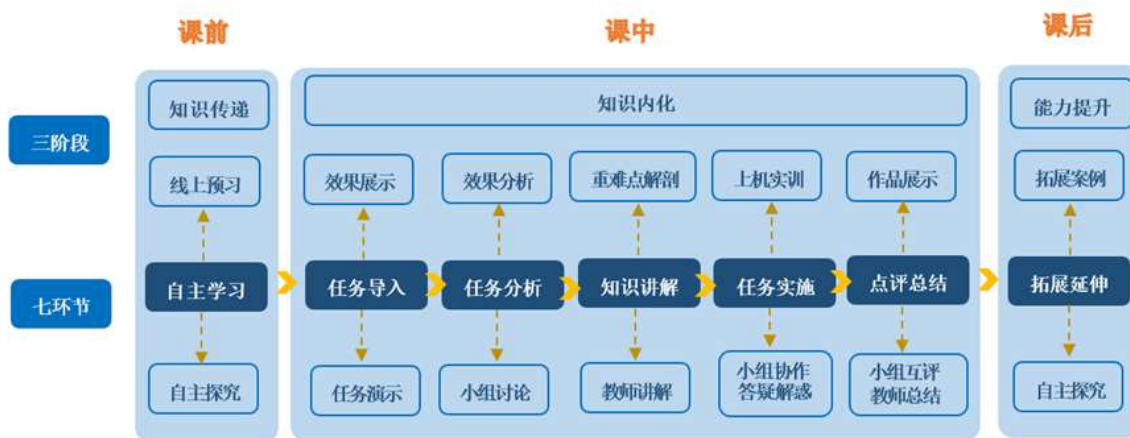 课前
课中
课后
三阶段
知识传递
知识内化
能力提升
线上预习
效果展示
效果分析
重难点解剖
上机实训
作品展示
拓展案例
七环节
自主学习
任务导入
任务分析
知识讲解
任务实施
点评总结
拓展延伸
自主探究
任务演示
小组讨论
教师讲解
小组协作
答疑解惑
小组互评
教师总结
自主探究